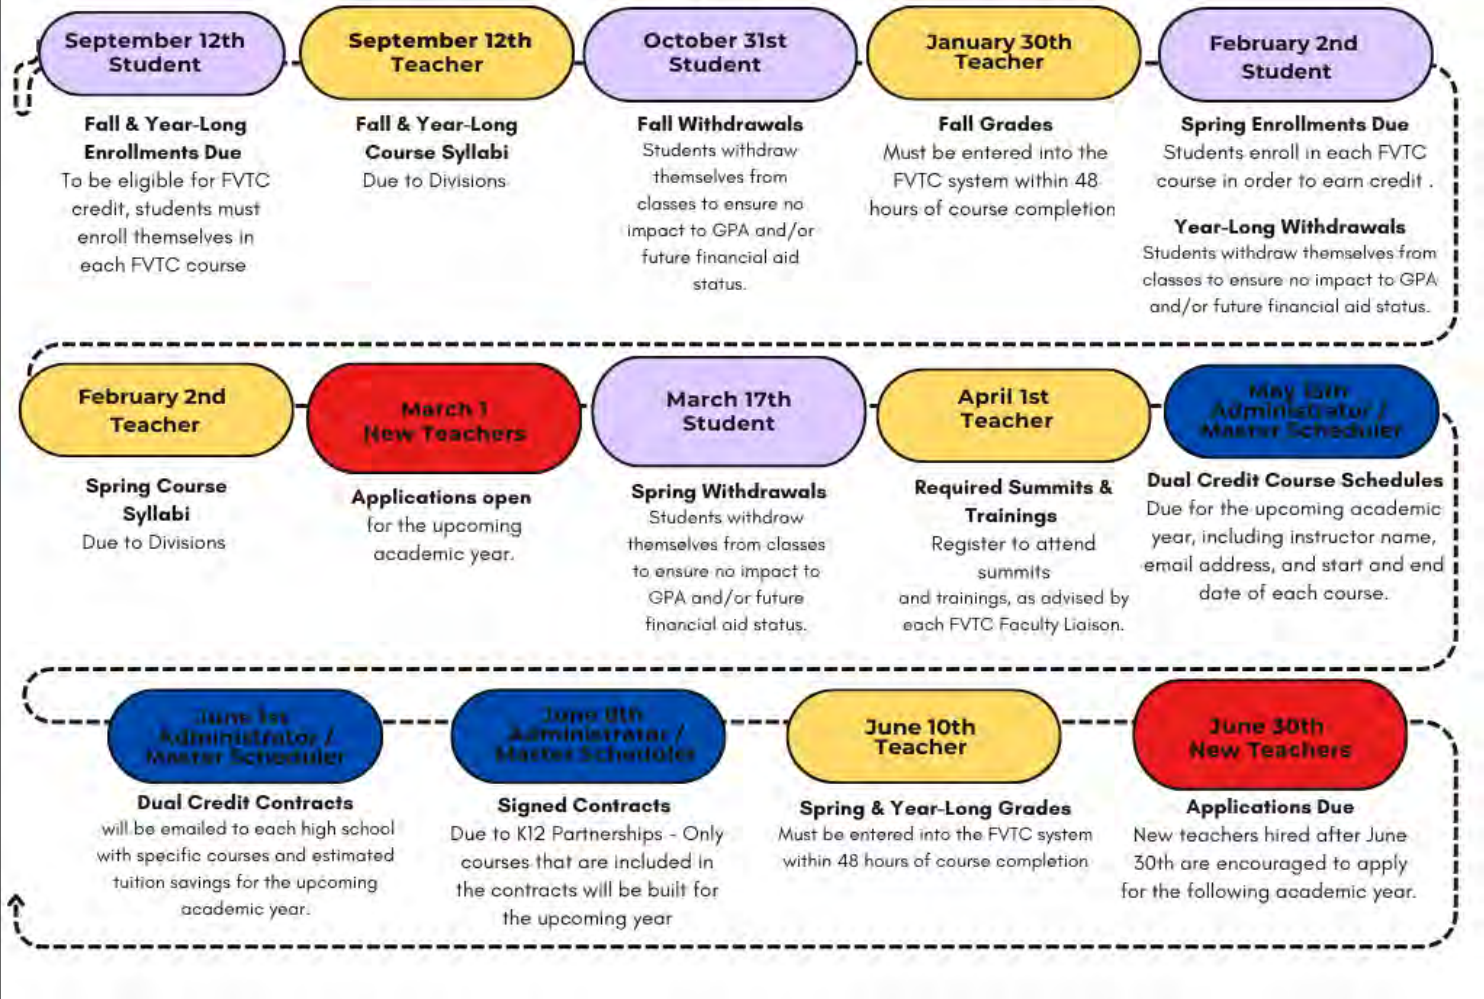 September 12th
Student
Fall & Year-Long
Enrollments Due
To be eligible for FVTC
credit, students must
enroll themselves in
each FVTC course
September 12th
Teacher
Fall & Year-Long
Course Syllabi
Due to Divisions
October 31st
Student
Fall Withdrawals
Students withdraw
themselves from
classes to ensure no
impact to GPA and/or
future financial aid
status.
January 30th
Teacher
Fall Grades
Must be entered into the
FVTC system within 48
hours of course completion
February 2nd
Student
Spring Enrollments Due
Students enroll in each FVTC
course in order to earn credit .
Year-Long Withdrawals
Students withdraw themselves from
classes to ensure no impact to GPA
and/or future financial aid status.
February 2nd
Teacher
Spring Course
Syllabi
Due to Divisions
March 1
New Teachers
Applications open
for the upcoming
academic year.
March 17th
Student
Spring Withdrawals
Students withdraw
themselves from classes
to ensure no impact to
GPA and/or future
financial aid status.
April 1st
Teacher
Required Summits &
Trainings
Register to attend
summits
and trainings, as advised by
each FVTC Faculty Liaison.
May 15th
Administrator /
Master Scheduler
Dual Credit Course Schedules
Due for the upcoming academic
year, including instructor name,
email address, and start and end
date of each course.
June 1st
Administrator /
Master Scheduler
Dual Credit Contracts
will be emailed to each high school
with specific courses and estimated
tuition savings for the upcoming
academic year.
June
Administrator /
Master Scheduler
Signed Contracts
Due to K12 Partnerships - Only
courses that are included in
the contracts will be built for
the upcoming year
June 10th
Teacher
Spring & Year-Long Grades
Must be entered into the FVTC system
within 48 hours of course completion
June 30th
New Teachers
Applications Due
New teachers hired after June
30th are encouraged to apply
for the following academic year.